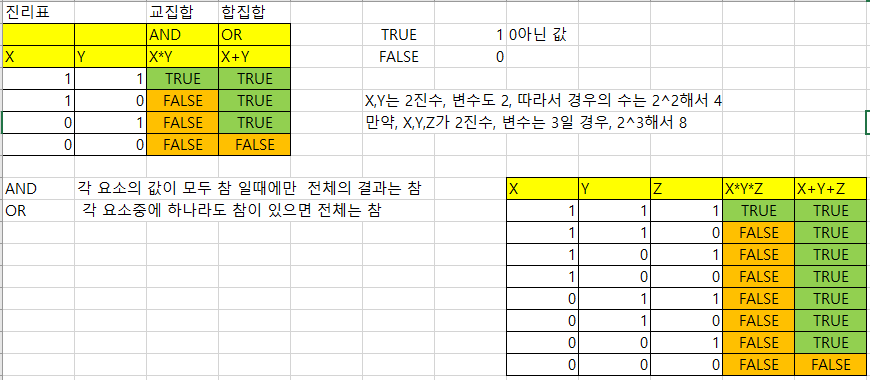 진리표 교집합 합집합
AND OR TRUE 1 0아닌 값
X Y X*Y X+Y FALSE 0
1 1 TRUE TRUE
1 0 FALSE TRUE X,Y는 2진수, 변수도 2, 따라서 경우의 수는 2^2해서 4
0 1 FALSE TRUE 만약, X,Y,Z가 2진수, 변수는 3일 경우, 2^3해서 8
0 0 FALSE FALSE
AND 각 요소의 값이 모두 참 일때에만 전체의 결과는 참
OR 각 요소중에 하나라도 참이 있으면 전체는 참
X Y Z X*Y*Z X+Y+Z
1 1 1 TRUE TRUE
1 1 0 FALSE TRUE
1 0 1 FALSE TRUE
1 0 0 FALSE TRUE
0 1 1 FALSE TRUE
0 1 0 FALSE TRUE
0 0 1 FALSE TRUE
0 0 0 FALSE FALSE